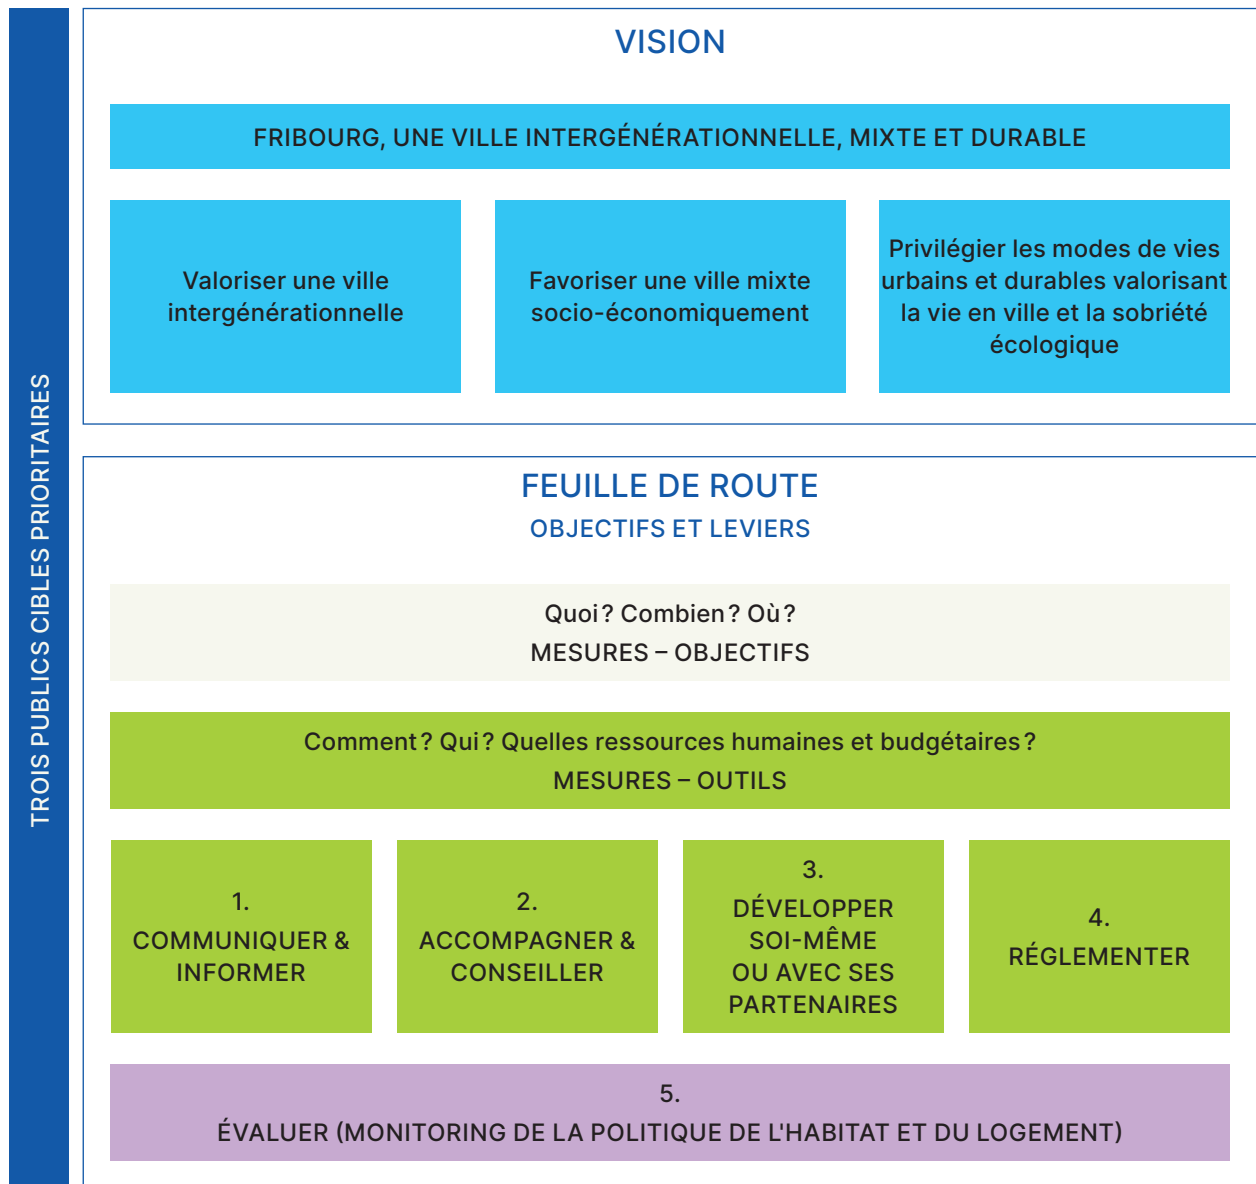 TROIS PUBLICS CIBLES PRIORITAIRES
VISION
FRIBOURG, UNE VILLE INTERGÉNÉRATIONNELLE, MIXTE ET DURABLE
Valoriser une ville
intergénérationnelle
Favoriser une ville mixte
socio-économiquement
Privilégier les modes de vies
urbains et durables valorisant
la vie en ville et la sobriété
écologique
FEUILLE DE ROUTE
OBJECTIFS ET LEVIERS
Quoi ? Combien ? Où ?
MESURES – OBJECTIFS
Comment ? Qui ? Quelles ressources humaines et budgétaires ?
MESURES – OUTILS
1.
COMMUNIQUER &
INFORMER
2.
ACCOMPAGNER &
CONSEILLER
3.
DÉVELOPPER
SOI-MÊME
OU AVEC SES
PARTENAIRES
4.
RÉGLEMENTER
5.
ÉVALUER (MONITORING DE LA POLITIQUE DE L'HABITAT ET DU LOGEMENT)